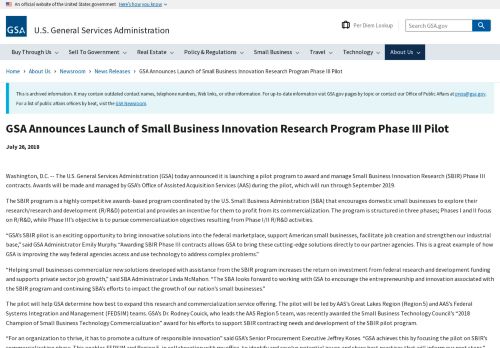 An official website of the United States government Here's how you know
GSA U.S. General Services Administration
Per Diem Lookup
Search GSA.gov
Buy Through Us Sell To Government Real Estate Policy & Regulations Small Business Travel Technology About Us
Home › About Us › Newsroom › News Releases › GSA Announces Launch of Small Business Innovation Research Program Phase III Pilot
This is archived information. It may contain outdated contact names, telephone numbers, Web links, or other information. For up-to-date information visit GSA.gov pages by topic or contact our Office of Public Affairs at press@gsa.gov.
For a list of public affairs officers by beat, visit the GSA Newsroom.
GSA Announces Launch of Small Business Innovation Research Program Phase III Pilot
July 26, 2018
Washington, D.C. -- The U.S. General Services Administration (GSA) today announced it is launching a pilot program to award and manage Small Business Innovation Research (SBIR) Phase III
contracts. Awards will be made and managed by GSA's Office of Assisted Acquisition Services (AAS) during the pilot, which will run through September 2019.
The SBIR program is a highly competitive awards-based program coordinated by the U.S. Small Business Administration (SBA) that encourages domestic small businesses to explore their
research/research and development (R/R&D) potential and provides an incentive for them to profit from its commercialization. The program is structured in three phases; Phases I and II focus
on R/R&D, while Phase III's objective is to pursue commercialization objectives resulting from Phase I/II R/R&D activities.
"GSA's SBIR pilot is an exciting opportunity to bring innovative solutions into the federal marketplace, support American small businesses, facilitate job creation and strengthen our industrial
base," said GSA Administrator Emily Murphy. "Awarding SBIR Phase III contracts allows GSA to bring these cutting-edge solutions directly to our partner agencies. This is a great example of how
GSA is improving the way federal agencies access and use technology to address complex problems."
"Helping small businesses commercialize new solutions developed with assistance from the SBIR program increases the return on investment from federal research and development funding
and supports private sector job growth," said SBA Administrator Linda McMahon. "The SBA looks forward to working with GSA to encourage the entrepreneurship and innovation associated with
the SBIR program and continuing SBA's efforts to impact the growth of our nation's small businesses."
The pilot will help GSA determine how best to expand this research and commercialization service offering. The pilot will be led by AAS's Great Lakes Region (Region 5) and AAS's Federal
Systems Integration and Management (FEDSIM) teams. GSA's Dr. Rodney Couick, who leads the AAS Region 5 team, was recently awarded the Small Business Technology Council's "2018
Champion of Small Business Technology Commercialization" award for his efforts to support SBIR contracting needs and development of the SBIR pilot program.
"For an organization to thrive, it has to promote a culture of responsible innovation" said GSA's Senior Procurement Executive Jeffrey Koses. "GSA achieves this by focusing the pilot on SBIR's